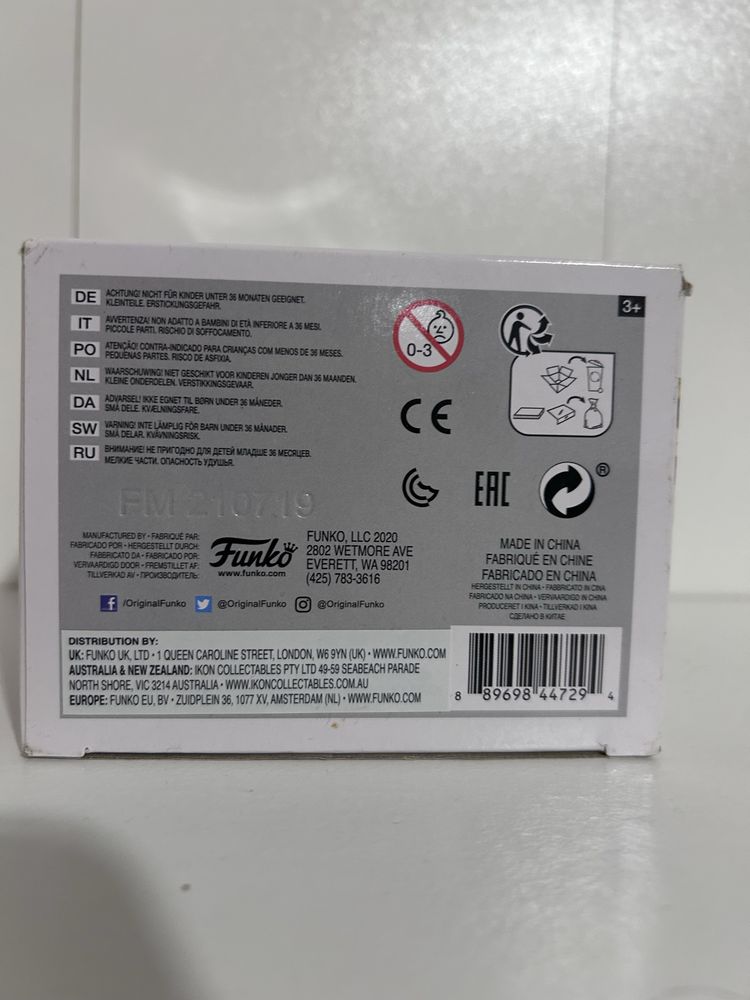 DE ACHTUNG! NICHT FÜR KINDER UNTER 36 MONATEN GEEIGNET.
KLEINTEILE. ERSTICKUNGSGEFAHR.
IT AVVERTENZA! NON ADATTO A BAMBINI DI ETÀ INFERIORE A 36 MESI.
PICCOLE PARTI. RISCHIO DI SOFFOCAMENTO.
PO ATENÇÃO! CONTRA-INDICADO PARA CRIANÇAS COM MENOS DE 36 MESES.
PEQUENAS PARTES. RISCO DE ASFIXIA.
NL WAARSCHUWING! NIET GESCHIKT VOOR KINDEREN JONGER DAN 36 MAANDEN.
KLEINE ONDERDELEN. VERSTIKKINGSGEVAAR.
DA ADVARSEL! IKKE EGNET TIL BØRN UNDER 36 MÅNEDER.
SMÅ DELE. KVÆLNINGSFARE.
SW VARNING! INTE LÄMPLIG FÖR BARN UNDER 36 MÅNADER.
SMÅ DELAR. KVÄVNINGSRISK.
RU ВНИМАНИЕ! НЕ ПРИГОДНО ДЛЯ ДЕТЕЙ МЛАДШЕ 36 МЕСЯЦЕВ.
МЕЛКИЕ ЧАСТИ. ОПАСНОСТЬ УДУШЬЯ.
0-3
3+
CE
EAC
®
FM 210719
MANUFACTURED BY • FABRIQUÉ PAR:
FABRICADO POR • HERGESTELLT DURCH:
FABBRICATO DA • FABRICADO POR:
VERVAARDIGD DOOR • FREMSTILLET AF:
TILLVERKAD AV • ПРОИЗВОДИТЕЛЬ:
Funko
www.funko.com
FUNKO, LLC 2020
2802 WETMORE AVE
EVERETT, WA 98201
(425) 783-3616
MADE IN CHINA
FABRIQUÉ EN CHINE
FABRICADO EN CHINA
HERGESTELLT IN CHINA • FABBRICATO IN CINA
FABRICADO NA CHINA • VERVAARDIGD IN CHINA
PRODUCERET I KINA • TILLVERKAD I KINA
СДЕЛАНО В КИТАЕ
/OriginalFunko @OriginalFunko @OriginalFunko
DISTRIBUTION BY:
UK: FUNKO UK, LTD • 1 QUEEN CAROLINE STREET, LONDON, W6 9YN (UK) • WWW.FUNKO.COM
AUSTRALIA & NEW ZEALAND: IKON COLLECTABLES PTY LTD 49-59 SEABEACH PARADE
NORTH SHORE, VIC 3214 AUSTRALIA • WWW.IKONCOLLECTABLES.COM.AU
EUROPE: FUNKO EU, BV • ZUIDPLEIN 36, 1077 XV, AMSTERDAM (NL) • WWW.FUNKO.COM
8 89698 44729 4